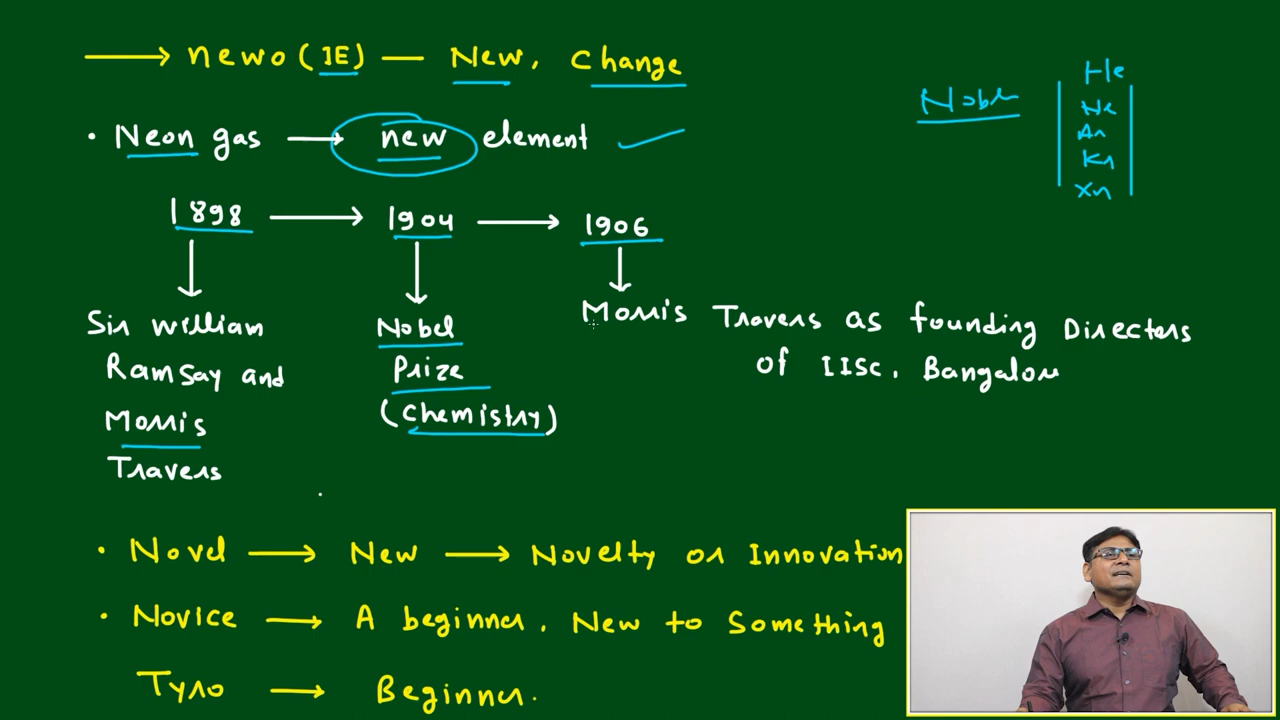 ⟶ newo (IE) — New, Change
• Neon gas ⟶ new element ✓
1898 ⟶ 1904 ⟶ 1906
Sir William
Ramsay and
Morris
Travers
Nobel
Prize
(Chemistry)
Morris Travers as founding Directors
of IISc, Bangalore
Noble
He
Ne
Ar
Kr
Xn
• Novel ⟶ New ⟶ Novelty or Innovation
• Novice ⟶ A beginner, New to Something
Tyro ⟶ Beginner.